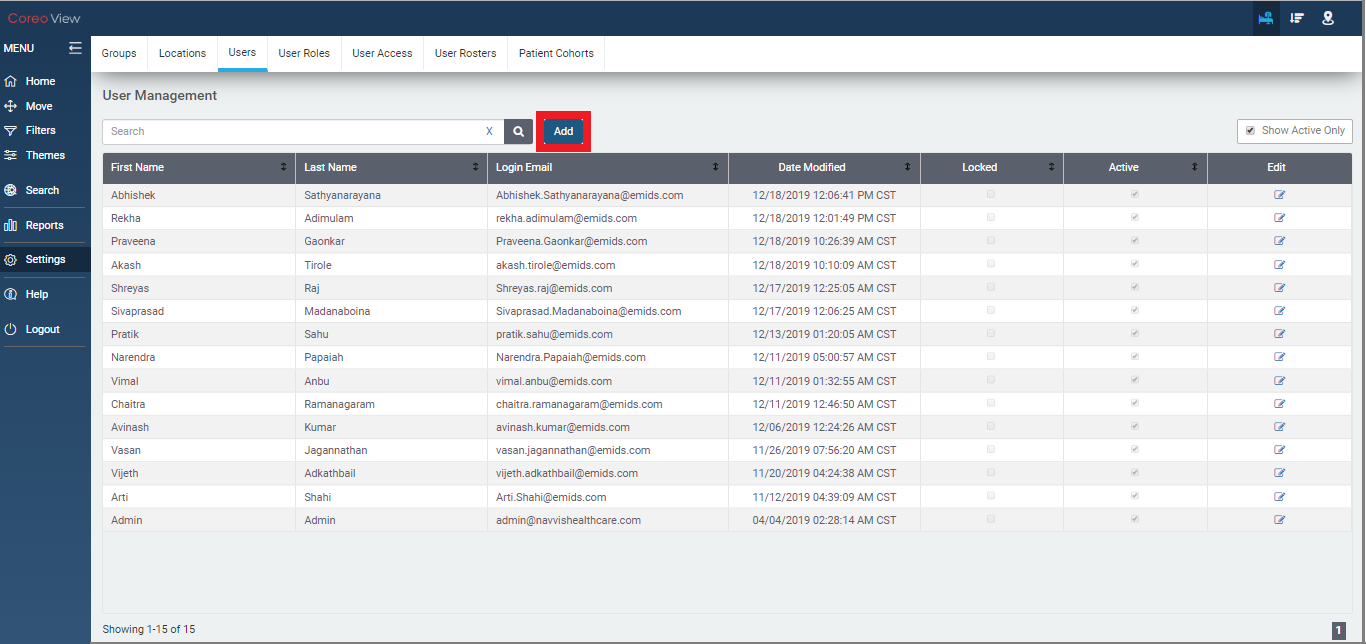 Coreo View
MENU
Home
Move
Filters
Themes
Search
Reports
Settings
Help
Logout
Groups Locations Users User Roles User Access User Rosters Patient Cohorts
User Management
Search X Add Show Active Only
First Name Last Name Login Email Date Modified Locked Active Edit
Abhishek Sathyanarayana Abhishek.Sathyanarayana@emids.com 12/18/2019 12:06:41 PM CST
Rekha Adimulam rekha.adimulam@emids.com 12/18/2019 12:01:49 PM CST
Praveena Gaonkar Praveena.Gaonkar@emids.com 12/18/2019 10:26:39 AM CST
Akash Tirole akash.tirole@emids.com 12/18/2019 10:10:09 AM CST
Shreyas Raj Shreyas.raj@emids.com 12/17/2019 12:25:05 AM CST
Sivaprasad Madanaboina Sivaprasad.Madanaboina@emids.com 12/17/2019 12:06:25 AM CST
Pratik Sahu pratik.sahu@emids.com 12/13/2019 01:20:05 AM CST
Narendra Papaiah Narendra.Papaiah@emids.com 12/11/2019 05:00:57 AM CST
Vimal Anbu vimal.anbu@emids.com 12/11/2019 01:32:55 AM CST
Chaitra Ramanagaram chaitra.ramanagaram@emids.com 12/11/2019 12:46:50 AM CST
Avinash Kumar avinash.kumar@emids.com 12/06/2019 12:24:26 AM CST
Vasan Jagannathan vasan.jagannathan@emids.com 11/26/2019 07:56:20 AM CST
Vijeth Adkathbail vijeth.adkathbail@emids.com 11/20/2019 04:24:38 AM CST
Arti Shahi Arti.Shahi@emids.com 11/12/2019 04:39:09 AM CST
Admin Admin admin@navvishealthcare.com 04/04/2019 02:28:14 AM CST
Showing 1-15 of 15 1